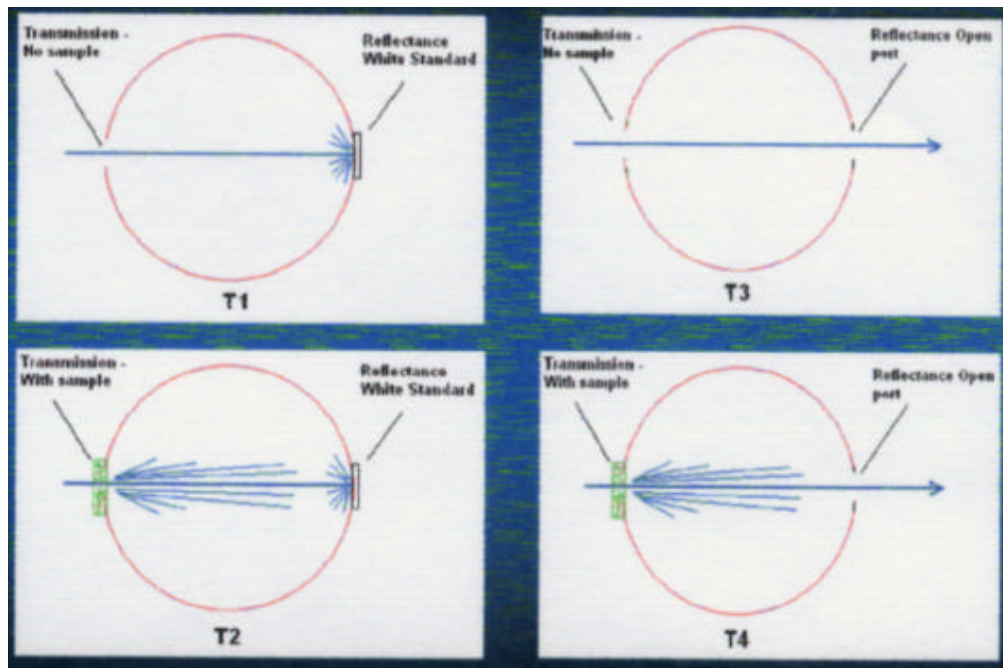 Transmission -
No sample
Reflectance
White Standard
T1
Transmission -
No sample
Reflectance Open
port
T3
Transmission -
With sample
Reflectance
White Standard
T2
Transmission -
With sample
Reflectance Open
port
T4